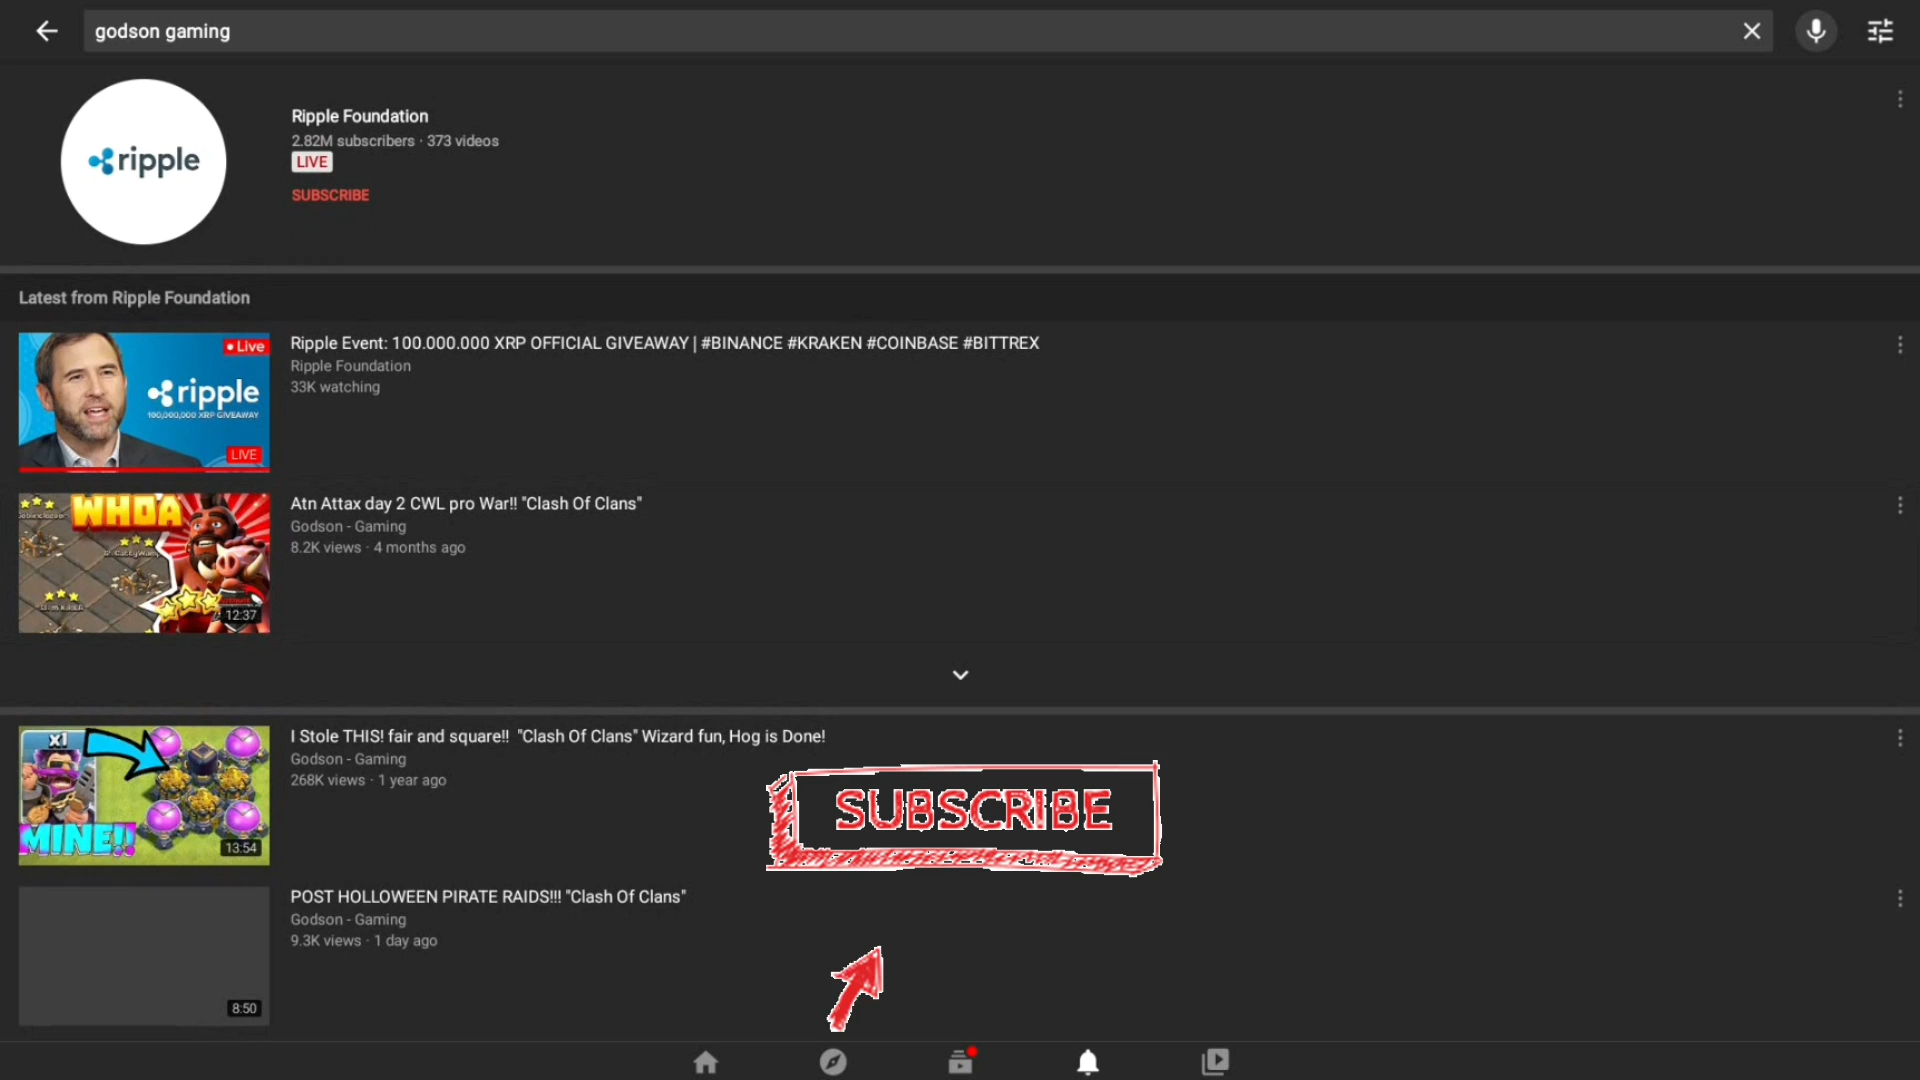 godson gaming
ripple
Ripple Foundation
2.82M subscribers · 373 videos
LIVE
SUBSCRIBE
Latest from Ripple Foundation
Live
ripple
100,000,000 XRP GIVEAWAY
LIVE
Ripple Event: 100.000.000 XRP OFFICIAL GIVEAWAY | #BINANCE #KRAKEN #COINBASE #BITTREX
Ripple Foundation
33K watching
WHOA
12:37
Atn Attax day 2 CWL pro War!! "Clash Of Clans"
Godson - Gaming
8.2K views · 4 months ago
x1
MINE!!
13:54
I Stole THIS! fair and square!! "Clash Of Clans" Wizard fun, Hog is Done!
Godson - Gaming
268K views · 1 year ago
SUBSCRIBE
8:50
POST HOLLOWEEN PIRATE RAIDS!!! "Clash Of Clans"
Godson - Gaming
9.3K views · 1 day ago